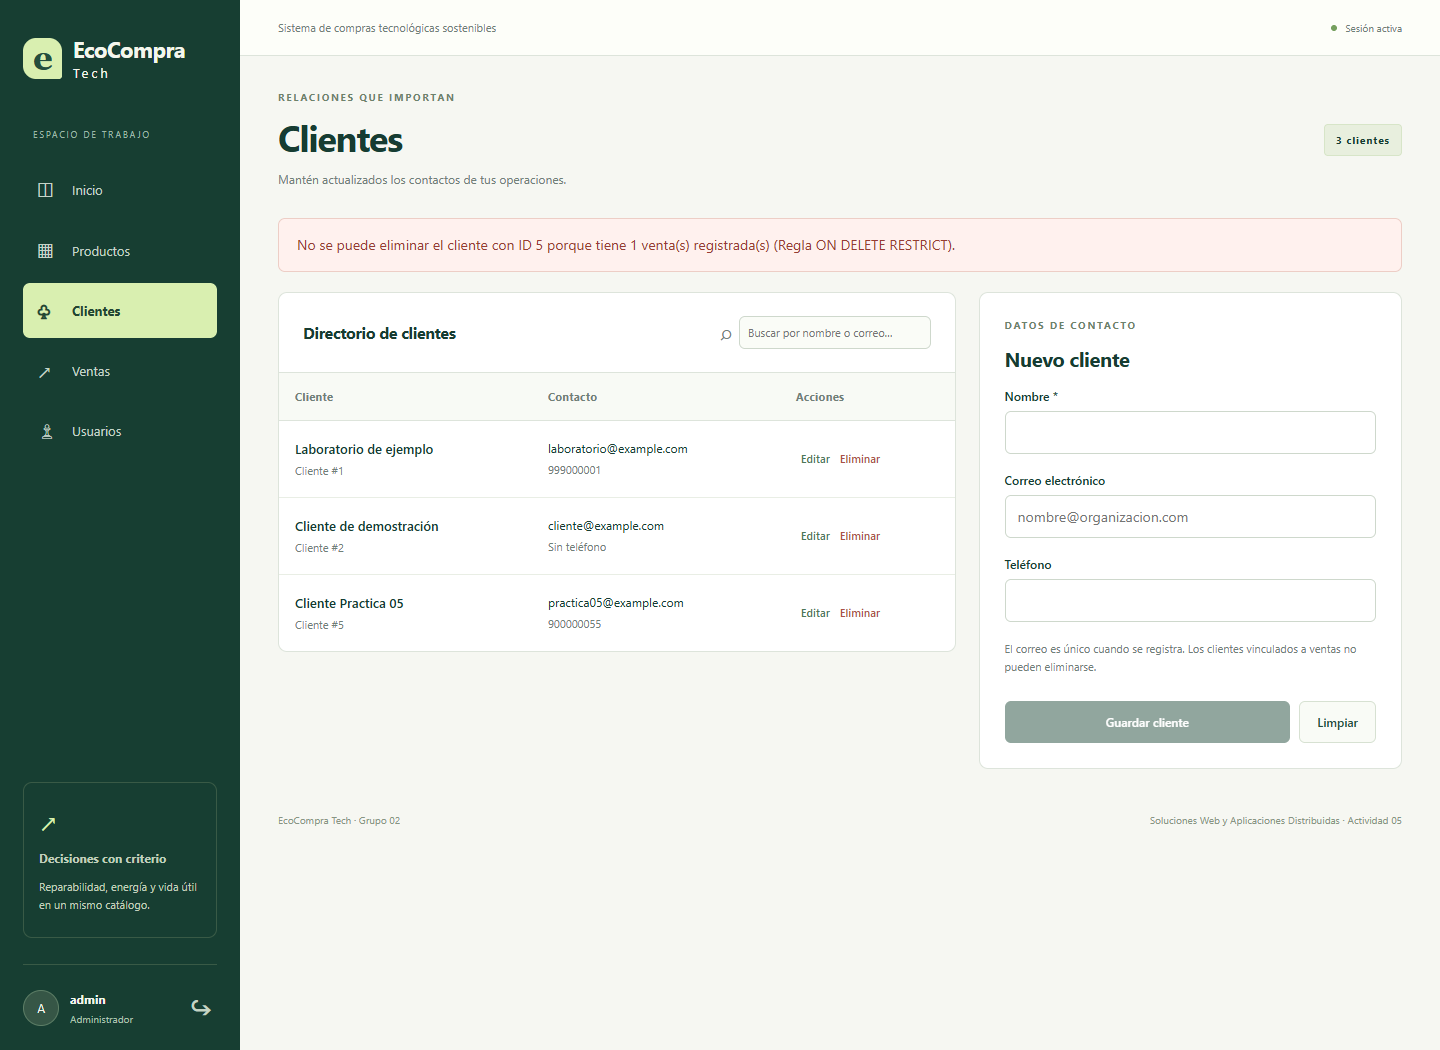 e
EcoCompra
Tech
ESPACIO DE TRABAJO
Inicio
Productos
Clientes
Ventas
Usuarios
Decisiones con criterio
Reparabilidad, energía y vida útil
en un mismo catálogo.
A
admin
Administrador
Sistema de compras tecnológicas sostenibles
Sesión activa
RELACIONES QUE IMPORTAN
Clientes
3 clientes
Mantén actualizados los contactos de tus operaciones.
No se puede eliminar el cliente con ID 5 porque tiene 1 venta(s) registrada(s) (Regla ON DELETE RESTRICT).
Directorio de clientes
Buscar por nombre o correo...
Cliente Contacto Acciones
Laboratorio de ejemplo
Cliente #1
laboratorio@example.com
999000001
Editar Eliminar
Cliente de demostración
Cliente #2
cliente@example.com
Sin teléfono
Editar Eliminar
Cliente Practica 05
Cliente #5
practica05@example.com
900000055
Editar Eliminar
DATOS DE CONTACTO
Nuevo cliente
Nombre *
Correo electrónico
nombre@organizacion.com
Teléfono
El correo es único cuando se registra. Los clientes vinculados a ventas no
pueden eliminarse.
Guardar cliente
Limpiar
EcoCompra Tech · Grupo 02
Soluciones Web y Aplicaciones Distribuidas · Actividad 05